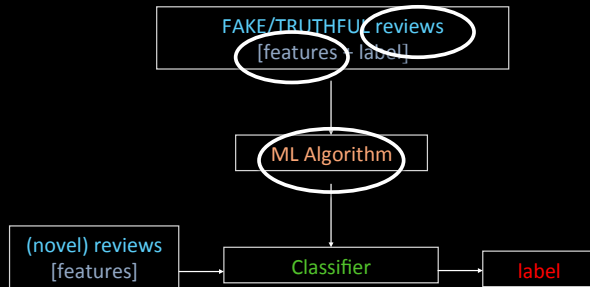 FAKE/TRUTHFUL reviews
[features + label]
ML Algorithm
(novel) reviews
[features]
Classifier
label